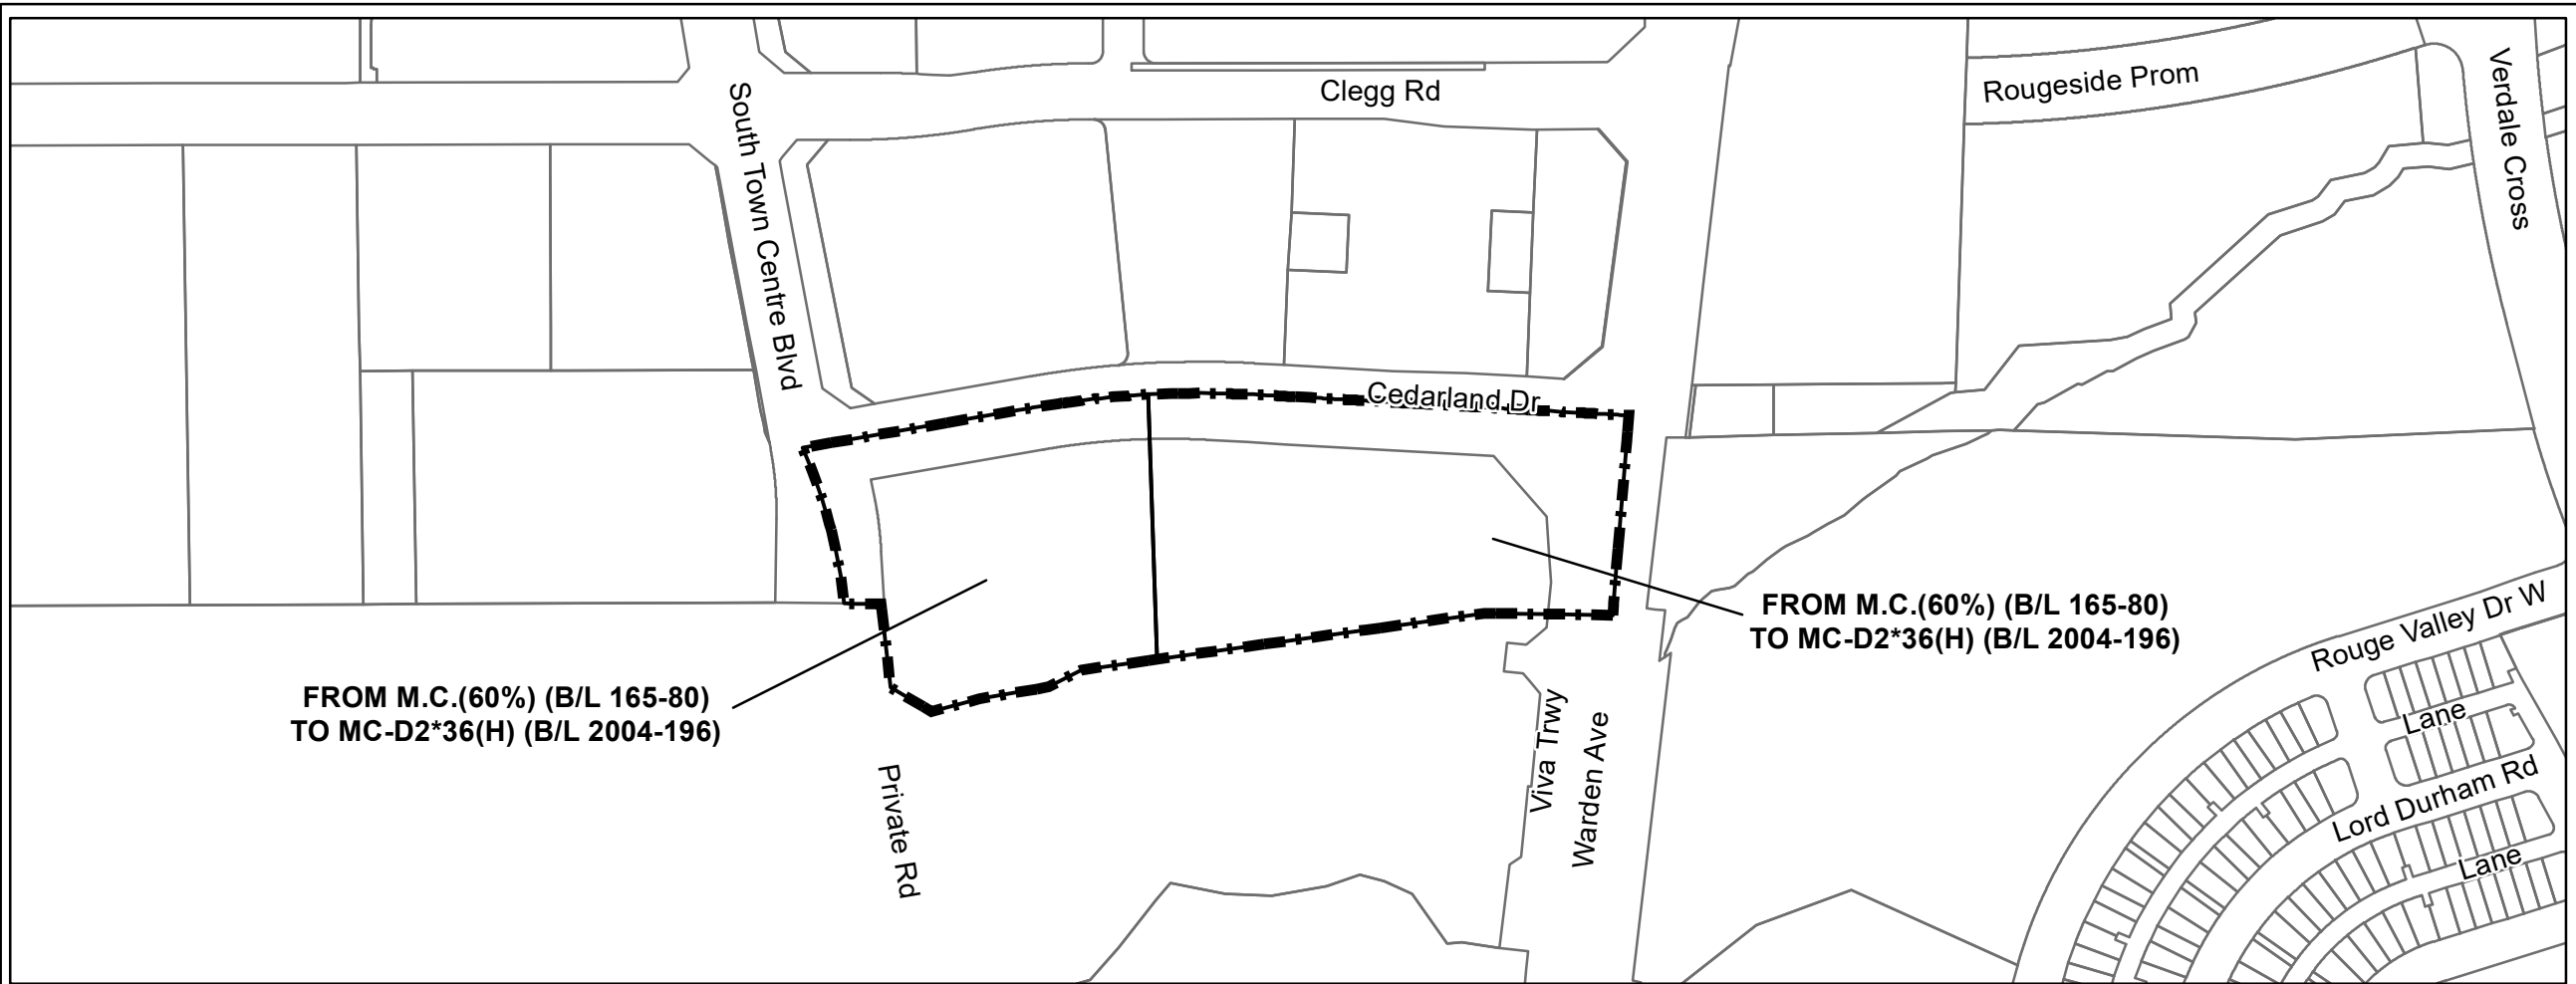 Clegg Rd
Rougeside Prom
Verdale Cross
South Town Centre Blvd
Cedarland Dr
FROM M.C.(60%) (B/L 165-80)
TO MC-D2*36(H) (B/L 2004-196)
Rouge Valley Dr W
FROM M.C.(60%) (B/L 165-80)
TO MC-D2*36(H) (B/L 2004-196)
Lane
Viva Trwy
Warden Ave
Private Rd
Lord Durham Rd
Lane